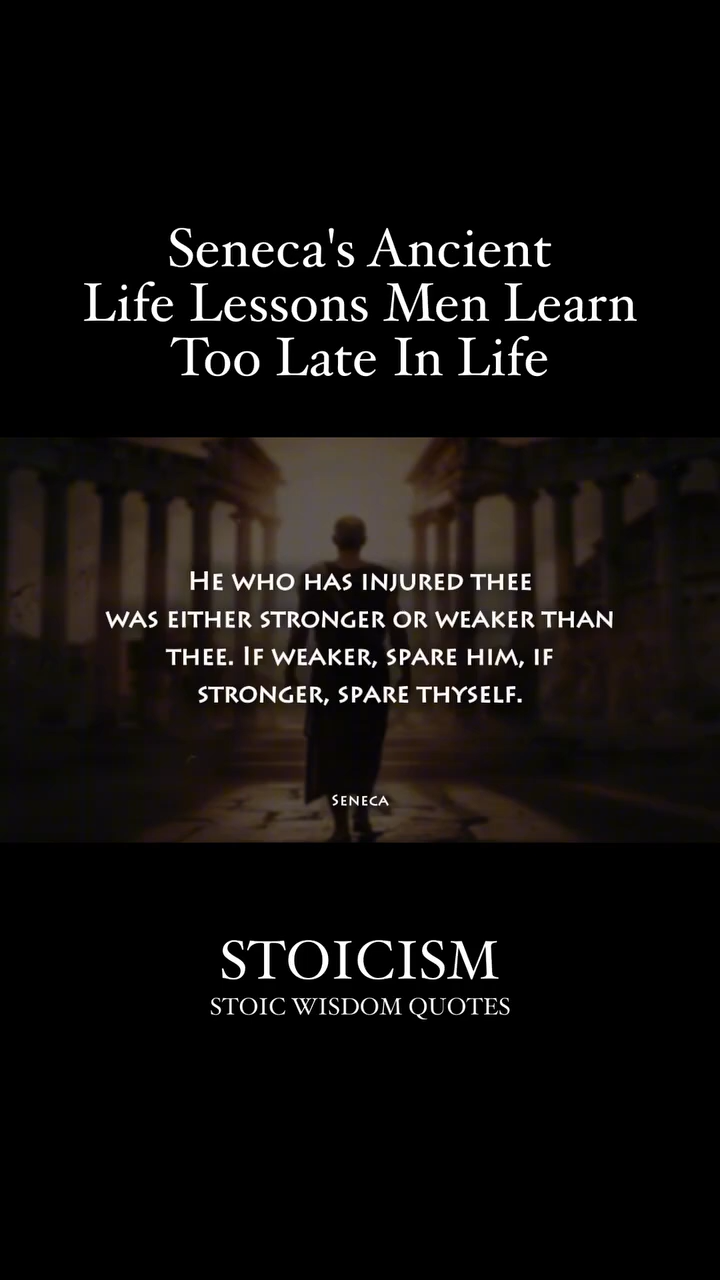 Seneca's Ancient
Life Lessons Men Learn
Too Late In Life
He who has injured thee
was either stronger or weaker than
thee. If weaker, spare him, if
stronger, spare thyself.
Seneca
STOICISM
STOIC WISDOM QUOTES